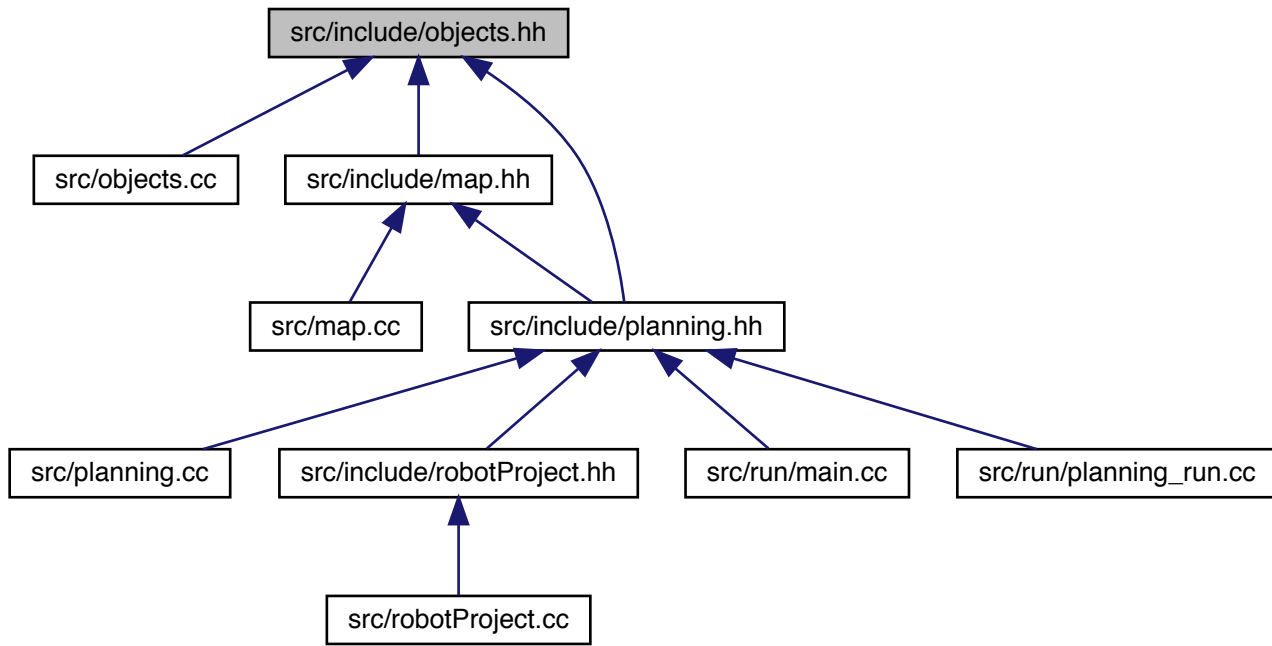 src/include/objects.hh
src/objects.cc
src/include/map.hh
src/map.cc
src/include/planning.hh
src/planning.cc
src/include/robotProject.hh
src/run/main.cc
src/run/planning_run.cc
src/robotProject.cc